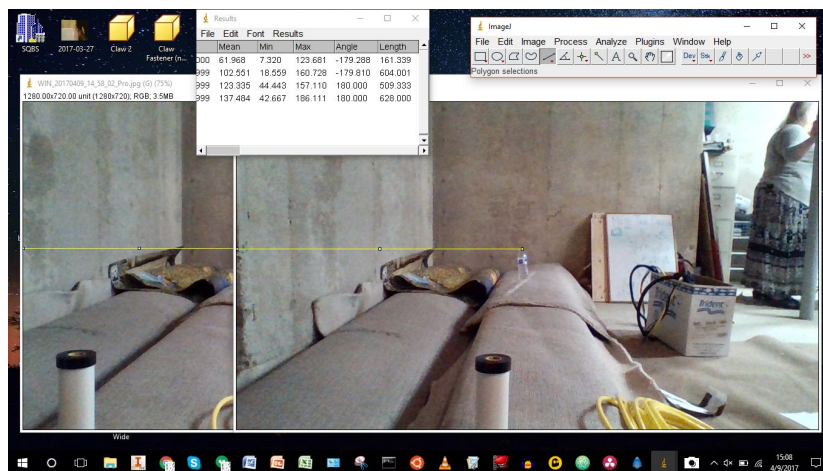 Results
File Edit Font Results
Mean Min Max Angle Length
000 61.968 7.320 123.681 -179.288 161.339
999 102.551 18.559 160.728 -179.810 604.001
999 123.335 44.443 157.110 180.000 509.333
999 137.484 42.667 186.111 180.000 628.000
ImageJ
File Edit Image Process Analyze Plugins Window Help
A Dev Stk >>
Polygon selections
SQBS
2017-03-27
Claw 2
Claw
Fastener (n...
WIN_20170409_14_58_02_Pro.jpg (G) (75%)
1280.00x720.00 unit (1280x720); RGB; 3.5MB
Trident
Wide
15:08
4/9/2017